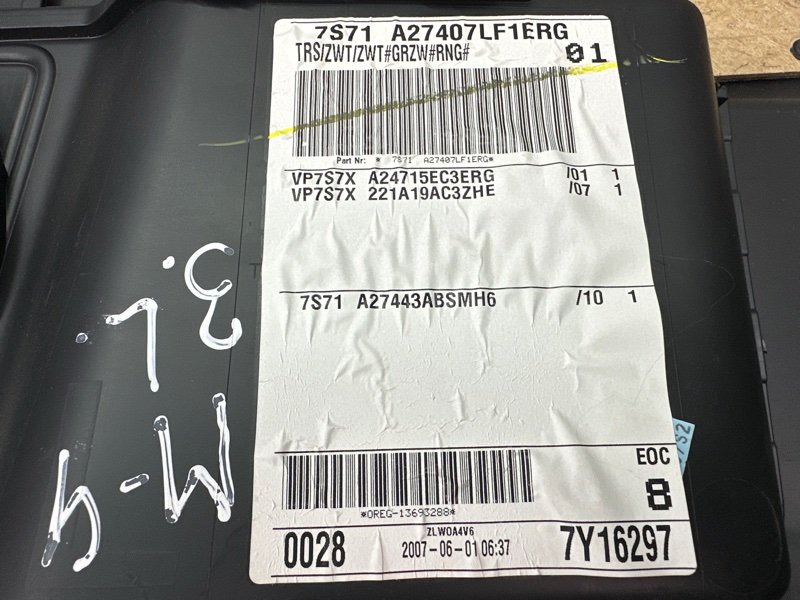 7S71 A27407LF1ERG
TRS/ZWT/ZWT#GRZW#RNG# 01
Part Nr: * 7S71 A27407LF1ERG*
VP7S7X A24715EC3ERG /01 1
VP7S7X 221A19AC3ZHE /07 1
7S71 A27443ABSMH6 /10 1
EOC
8
*OREG-13693288*
ZLWOA4V6
0028 2007-06-01 06:37 7Y16297